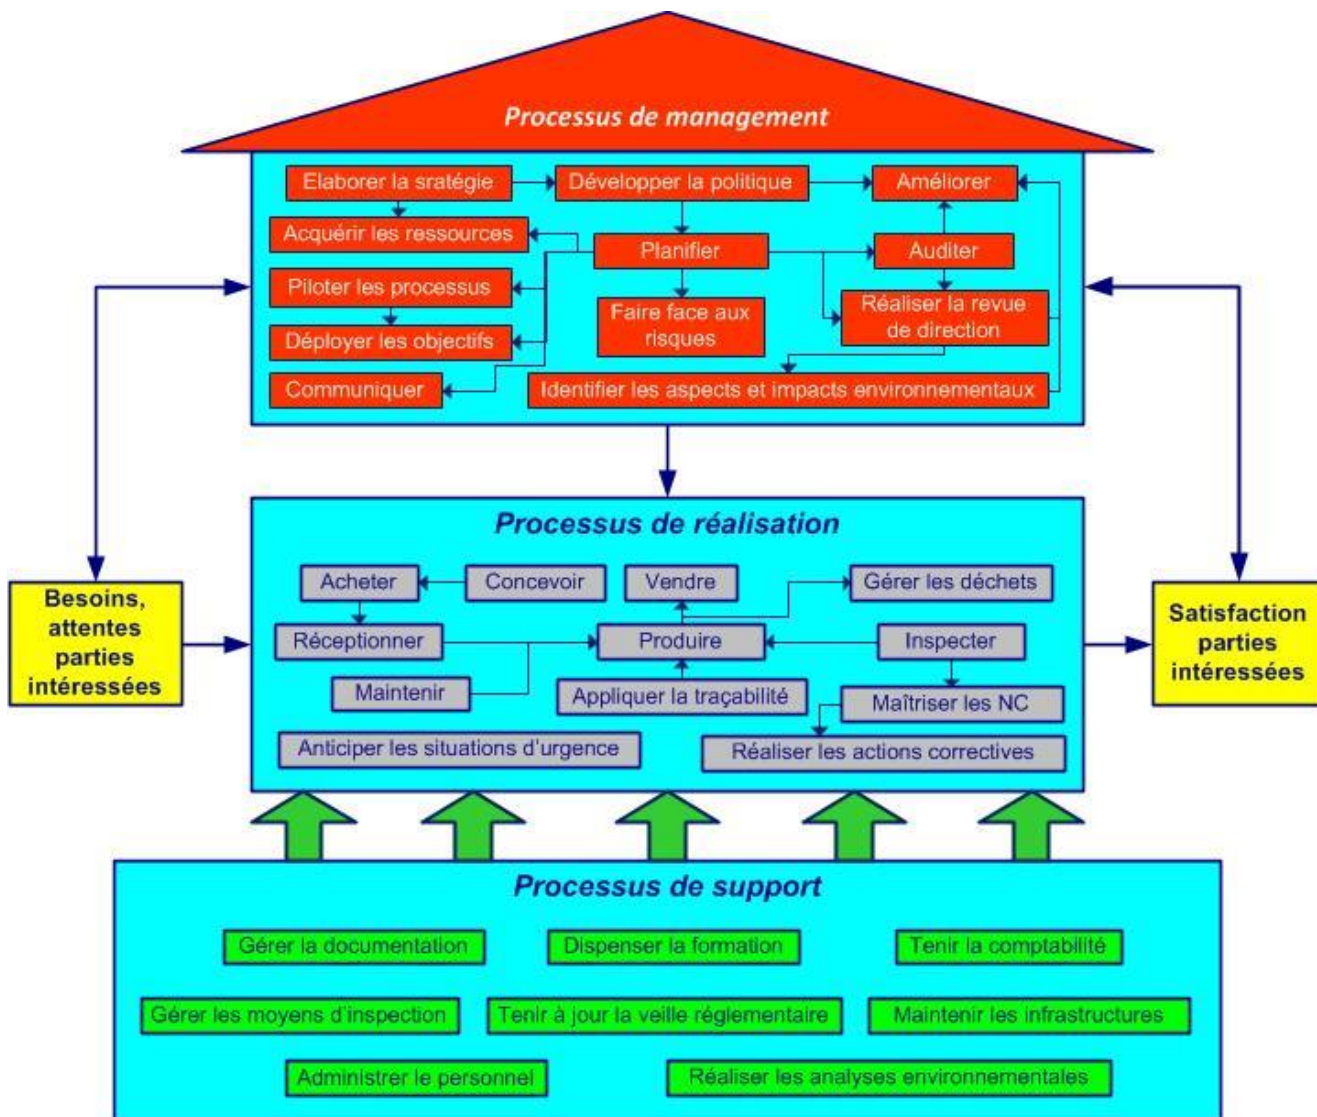 Processus de management
Elaborer la sratégie
Développer la politique
Améliorer
Acquérir les ressources
Planifier
Auditer
Piloter les processus
Faire face aux
risques
Réaliser la revue
de direction
Déployer les objectifs
Communiquer
Identifier les aspects et impacts environnementaux
Processus de réalisation
Acheter
Concevoir
Vendre
Gérer les déchets
Besoins,
attentes
parties
intéressées
Réceptionner
Produire
Inspecter
Satisfaction
parties
intéressées
Maintenir
Appliquer la traçabilité
Maîtriser les NC
Anticiper les situations d'urgence
Réaliser les actions correctives
Processus de support
Gérer la documentation
Dispenser la formation
Tenir la comptabilité
Gérer les moyens d'inspection
Tenir à jour la veille réglementaire
Maintenir les infrastructures
Administrer le personnel
Réaliser les analyses environnementales